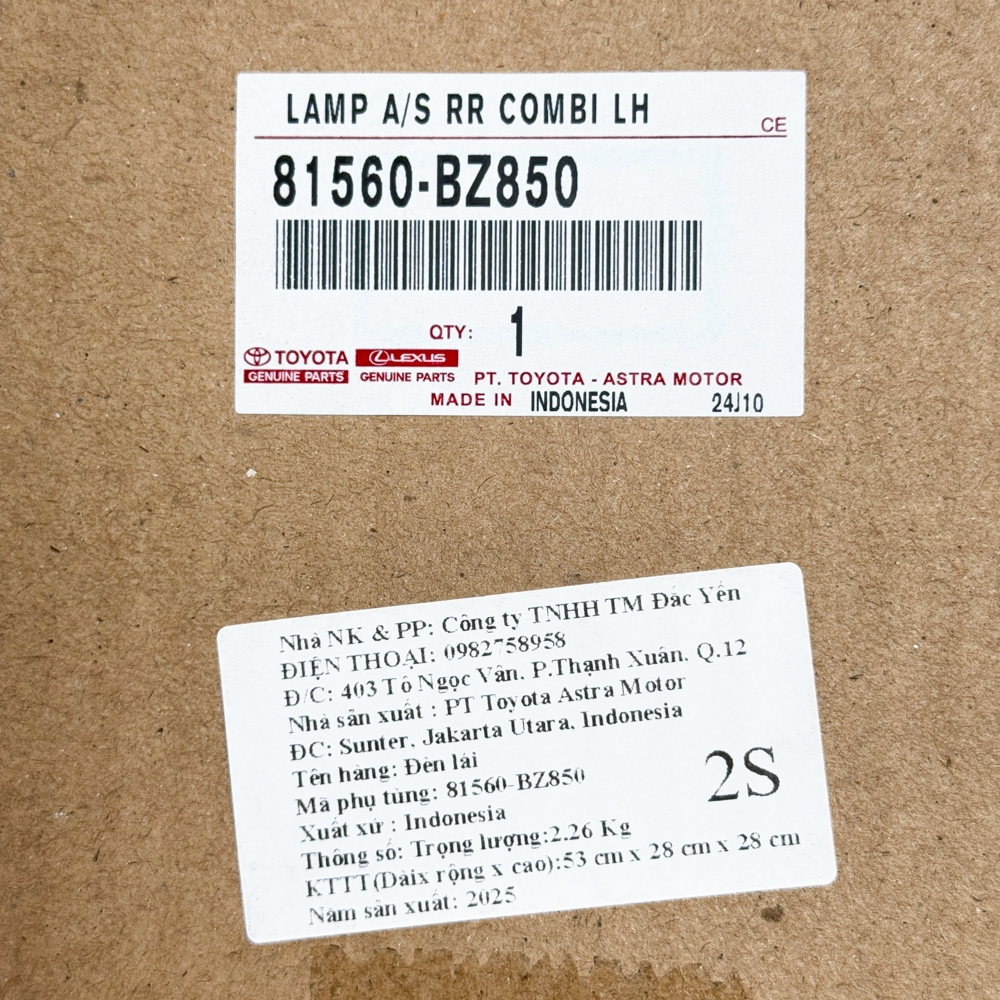 LAMP A/S RR COMBI LH
CE
81560-BZ850
QTY: 1
TOYOTA LEXUS
GENUINE PARTS GENUINE PARTS PT. TOYOTA - ASTRA MOTOR
MADE IN INDONESIA 24J10
Nhà NK & PP: Công ty TNHH TM Đắc Yến
ĐIỆN THOẠI: 0982758958
Đ/C: 403 Tô Ngọc Vân, P.Thạnh Xuân, Q.12
Nhà sản xuất : PT Toyota Astra Motor
ĐC: Sunter, Jakarta Utara, Indonesia
Tên hàng: Đèn lái
Mã phụ tùng: 81560-BZ850
Xuất xứ : Indonesia
2S
Thông số: Trọng lượng:2.26 Kg
KTTT(Dàix rộng x cao):53 cm x 28 cm x 28 cm
Năm sản xuất: 2025